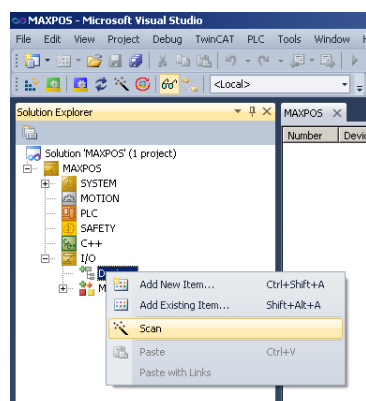 MAXPOS - Microsoft Visual Studio
File Edit View Project Debug TwinCAT PLC Tools Window
<Local>
Solution Explorer
MAXPOS
Number
Solution 'MAXPOS' (1 project)
MAXPOS
SYSTEM
MOTION
PLC
SAFETY
C++
I/O
Add New Item... Ctrl+Shift+A
Add Existing Item... Shift+Alt+A
Scan
Paste Ctrl+V
Paste with Links